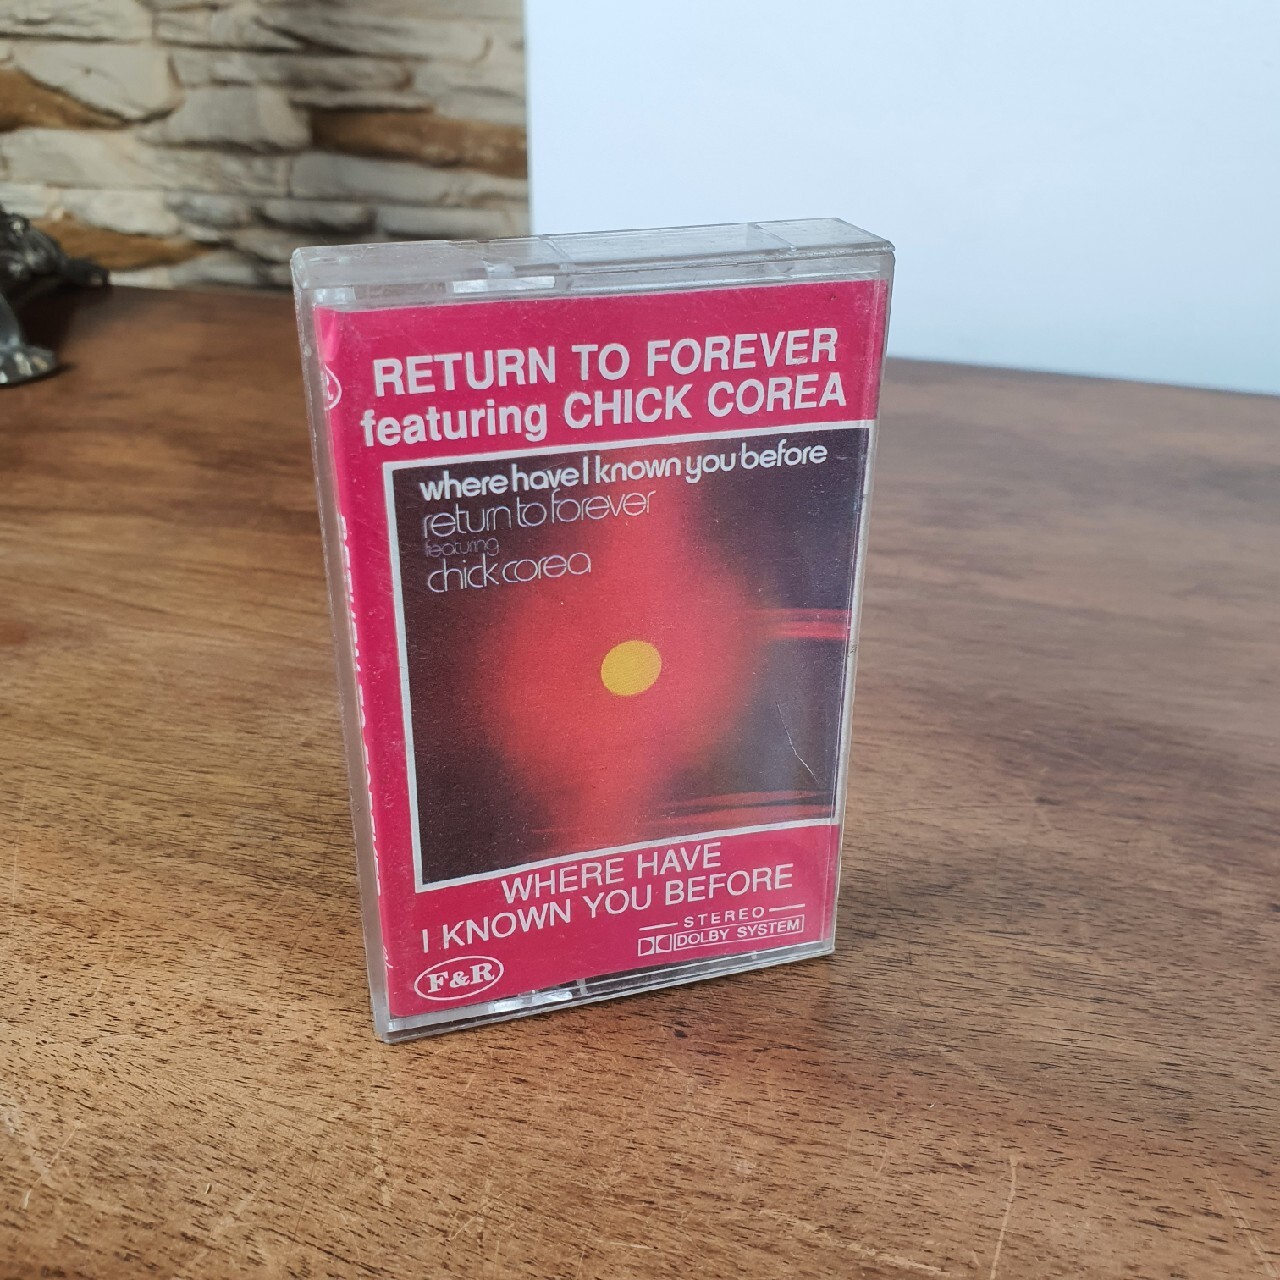 RETURN TO FOREVER
featuring CHICK COREA
where have I known you before
return to forever
featuring
chick corea
WHERE HAVE
I KNOWN YOU BEFORE
STEREO
DOLBY SYSTEM
F&R